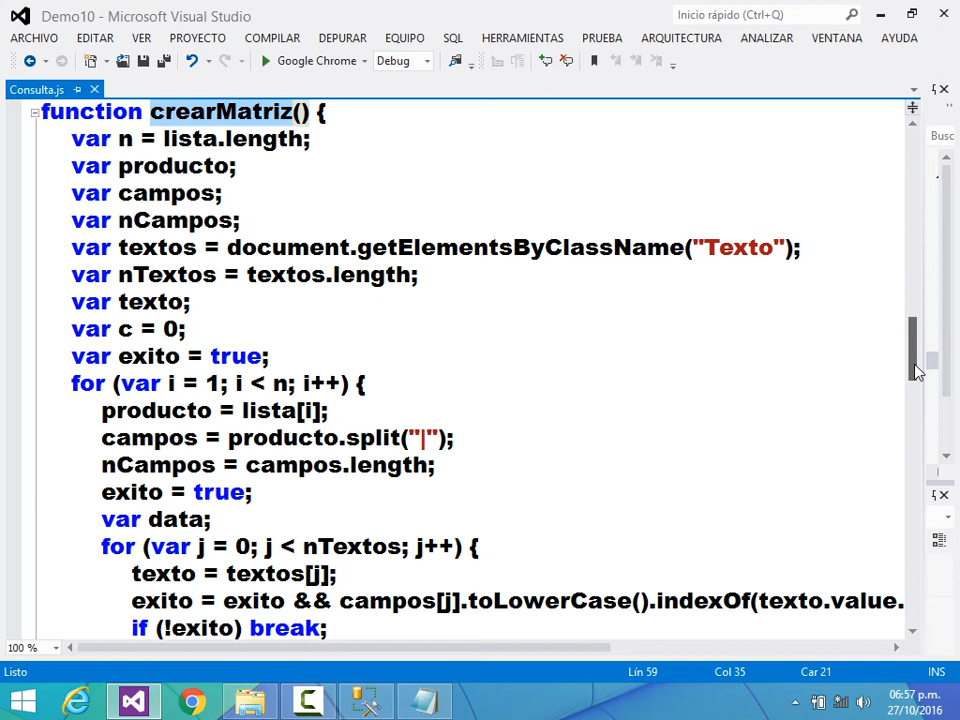 Demo10 - Microsoft Visual Studio
Inicio rápido (Ctrl+Q)
ARCHIVO EDITAR VER PROYECTO COMPILAR DEPURAR EQUIPO SQL HERRAMIENTAS PRUEBA ARQUITECTURA ANALIZAR VENTANA AYUDA
Google Chrome Debug
Consulta.js
Busc
function crearMatriz() {
var n = lista.length;
var producto;
var campos;
var nCampos;
var textos = document.getElementsByClassName("Texto");
var nTextos = textos.length;
var texto;
var c = 0;
var exito = true;
for (var i = 1; i < n; i++) {
producto = lista[i];
campos = producto.split("|");
nCampos = campos.length;
exito = true;
var data;
for (var j = 0; j < nTextos; j++) {
texto = textos[j];
exito = exito && campos[j].toLowerCase().indexOf(texto.value.
if (!exito) break;
100 %
Listo Lín 59 Col 35 Car 21 INS
06:57 p.m.
27/10/2016